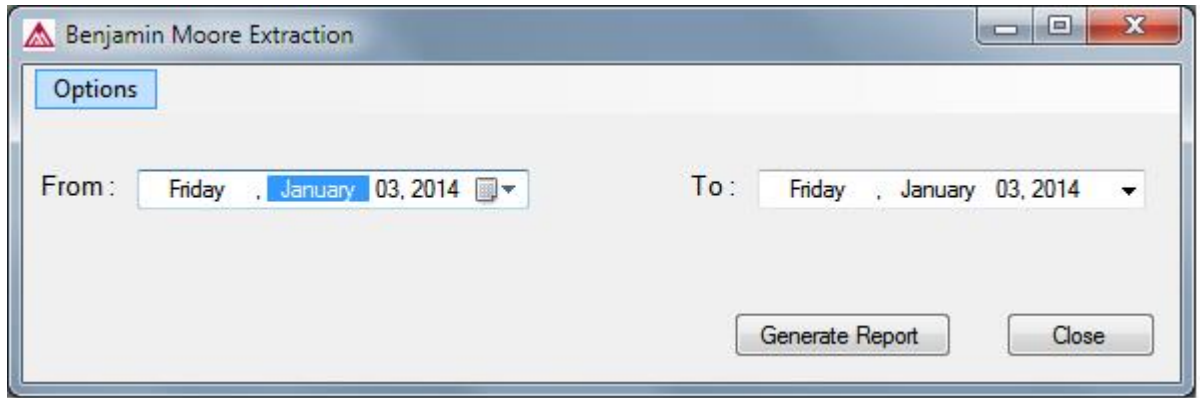 Benjamin Moore Extraction
Options
From : Friday , January 03, 2014 To : Friday , January 03, 2014
Generate Report Close